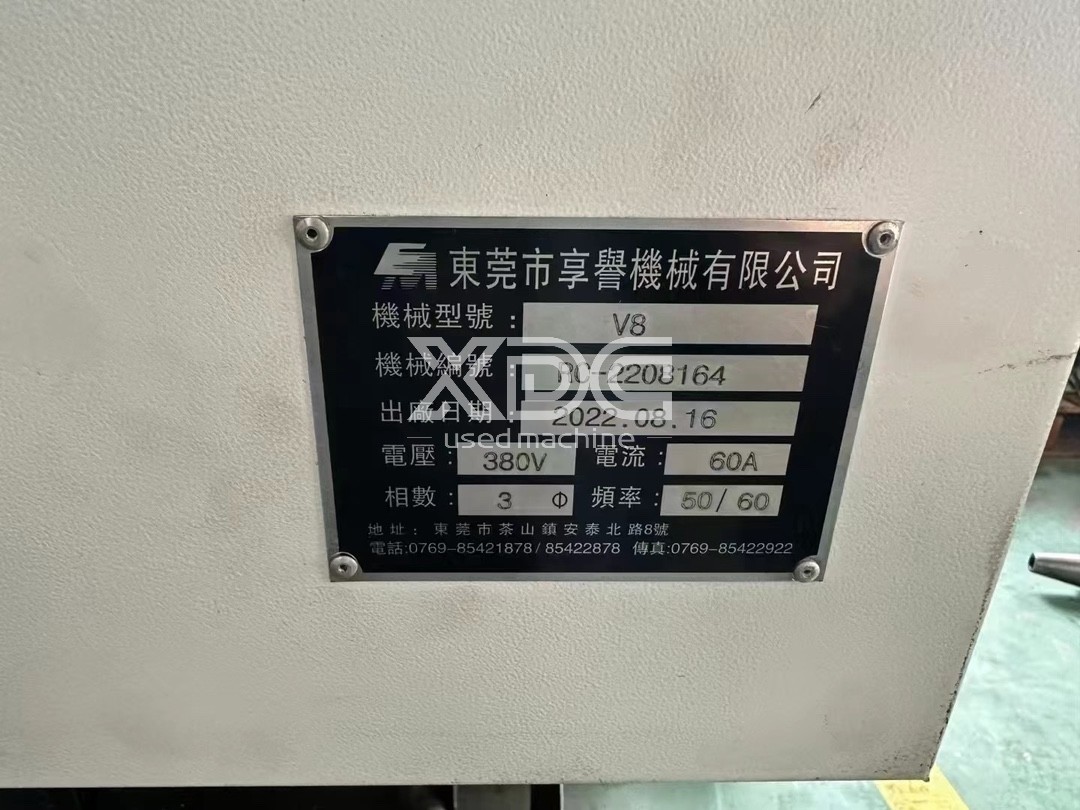 東莞市享譽機械有限公司
機械型號: V8
機械編號: RC-2208164
出廠日期: 2022.08.16
電壓: 380V 電流: 60A
相數: 3 Φ 頻率: 50/60
地址: 東莞市茶山鎮安泰北路8號
電話:0769-85421878/85422878 傳真:0769-85422922
XDC
used machine